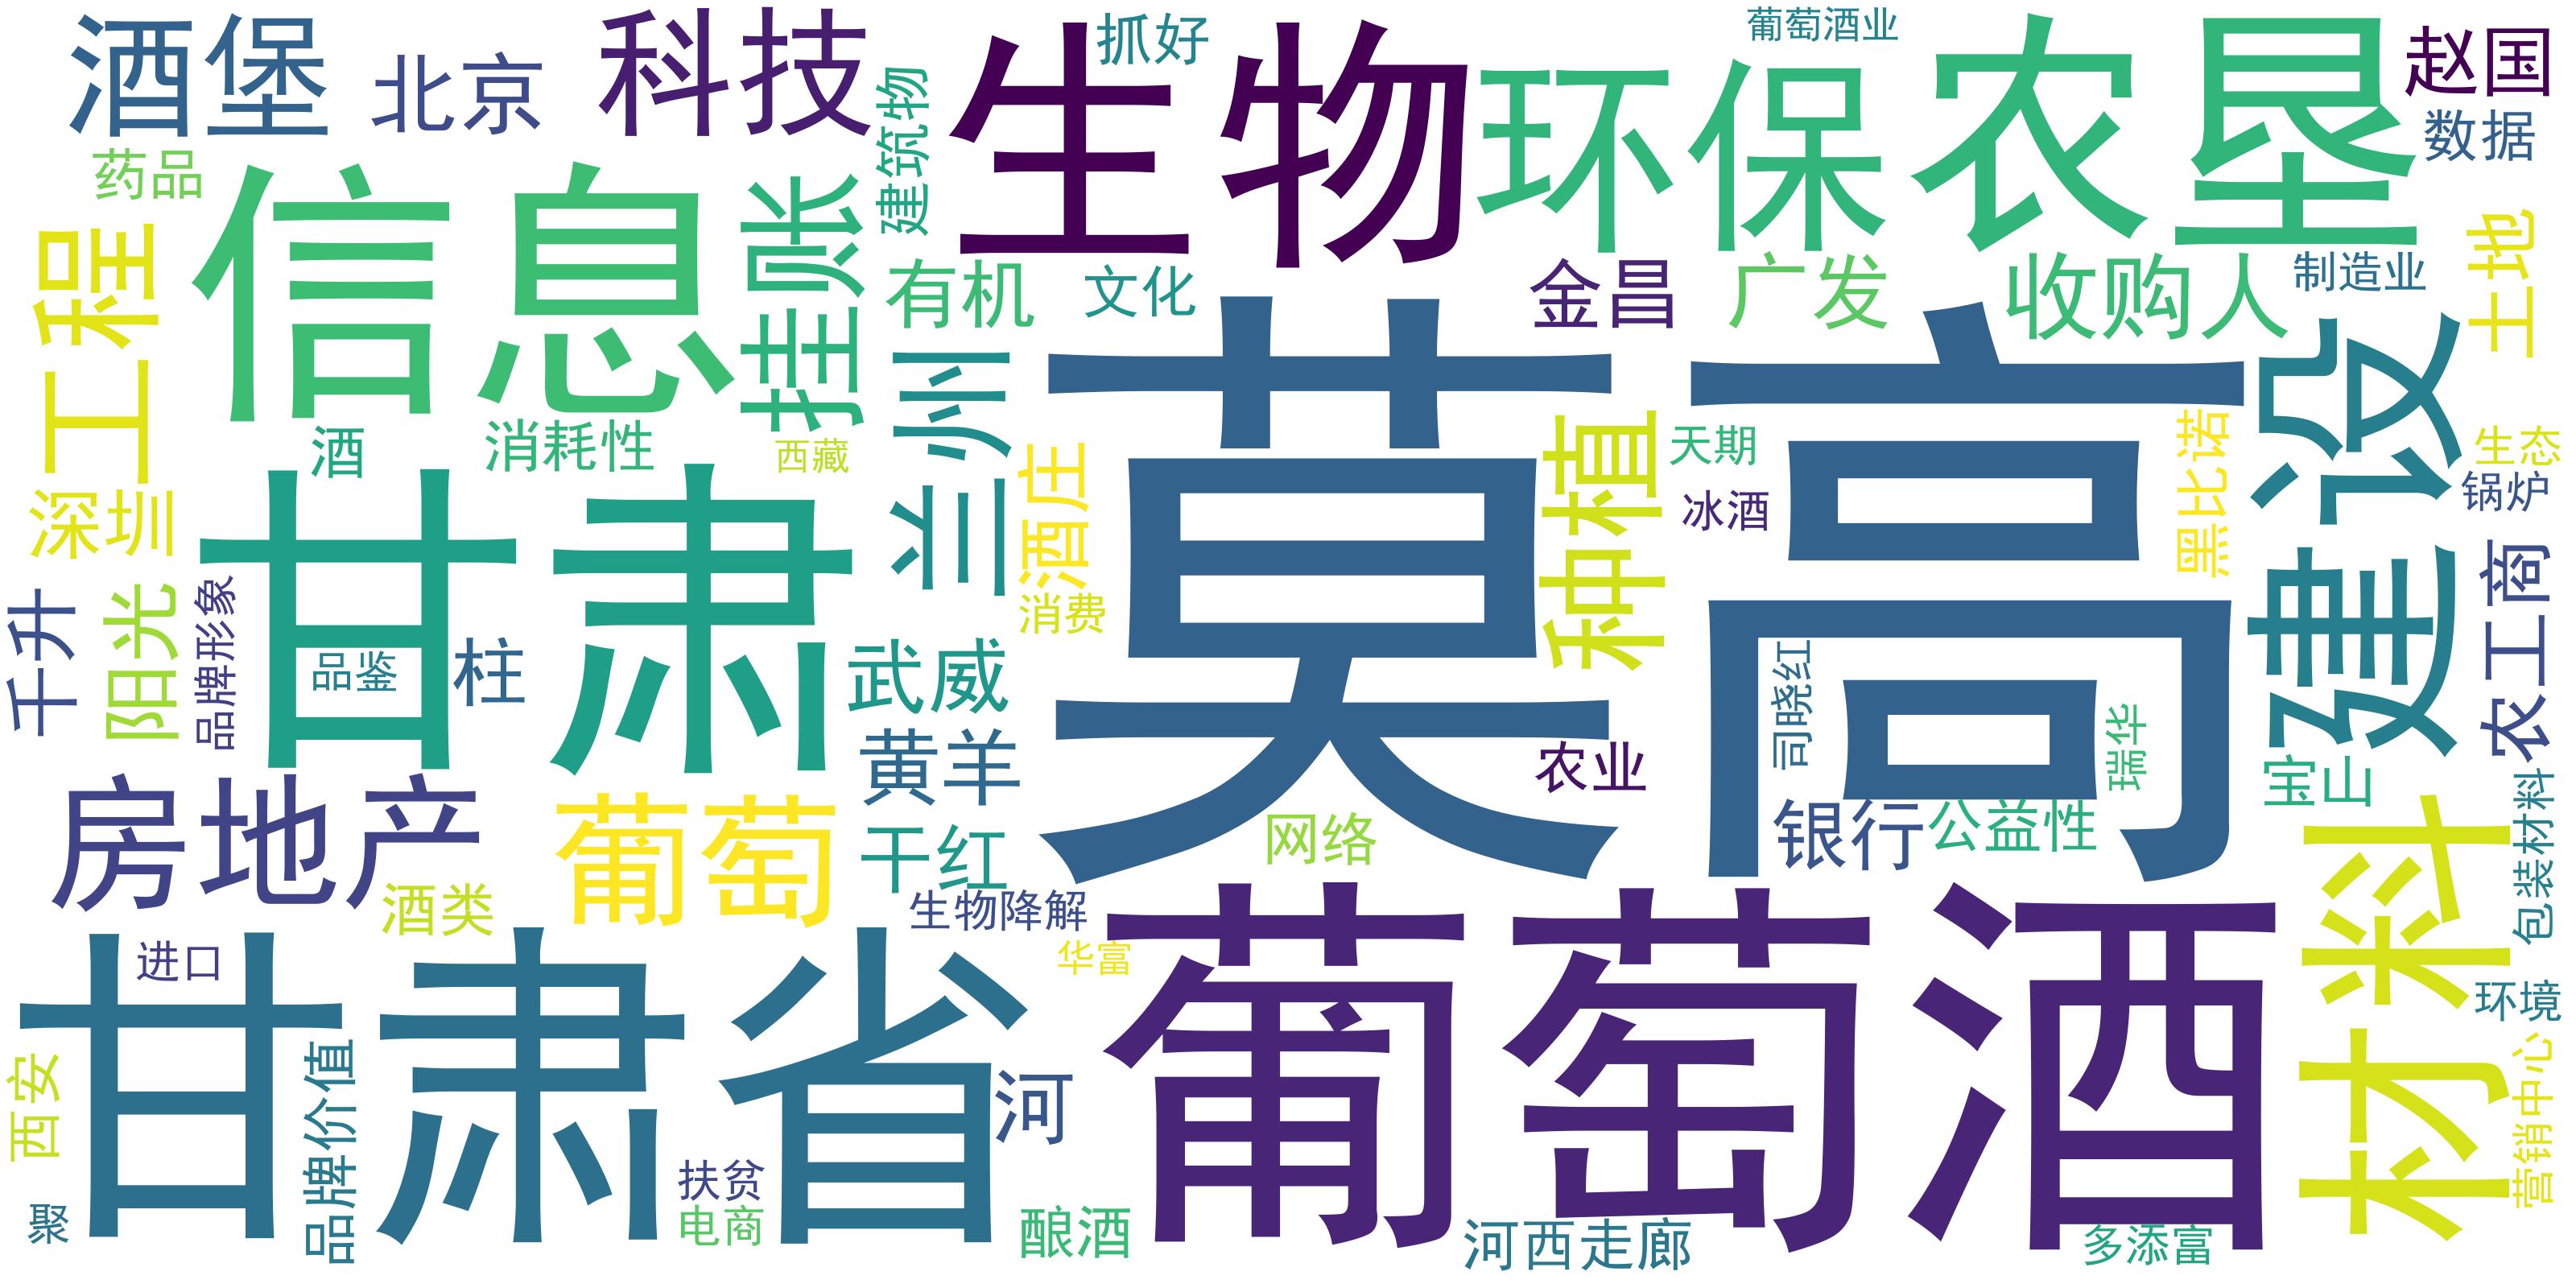 酒堡
北京
科技
生物
抓好
环保
葡萄酒业
农垦
赵国
数据
药品
建筑物
工程
信息
挂账
有机
文化
金昌
广发
收购人
制造业
土地
酒
消耗性
西藏
兰州
莫高
种植
天期
冰酒
黑比诺
建设
生态
锅炉
深圳
甘肃
酒庄
消费
千升
阳光
品牌形象
品鉴
柱
武威
黄羊
农业
司晓红
瑞华
农工商
宝山
房地产
葡萄
干红
网络
银行
公益性
材料
包装材料
酒类
生物降解
华富
进口
甘肃省
葡萄酒
环境
西安
品牌价值
河
营销中心
聚
扶贫
电商
酿酒
河西走廊
多添富